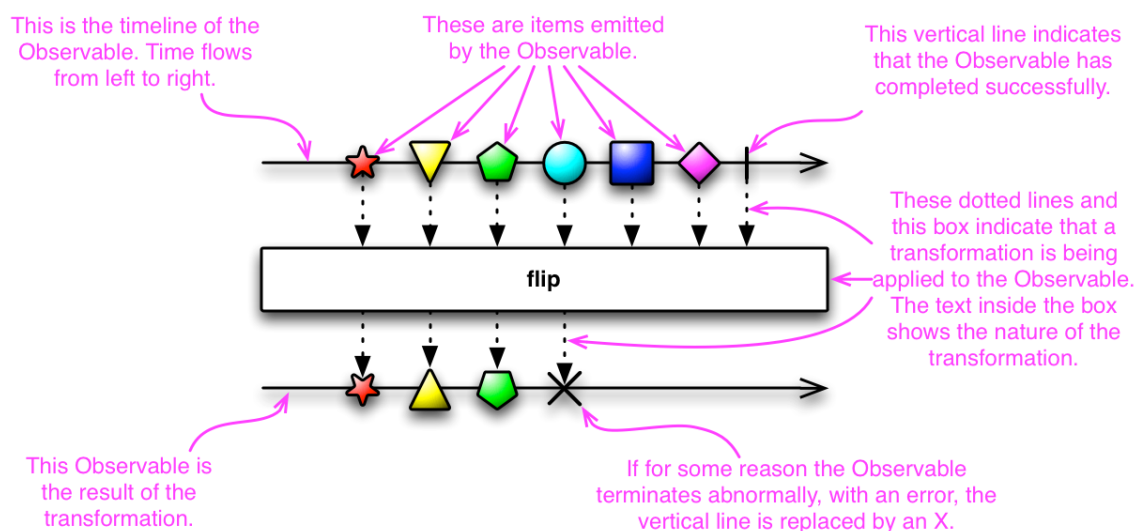 This is the timeline of the
Observable. Time flows
from left to right.
These are items emitted
by the Observable.
This vertical line indicates
that the Observable has
completed successfully.
These dotted lines and
this box indicate that a
transformation is being
applied to the Observable.
The text inside the box
shows the nature of the
transformation.
flip
This Observable is
the result of the
transformation.
If for some reason the Observable
terminates abnormally, with an error, the
vertical line is replaced by an X.